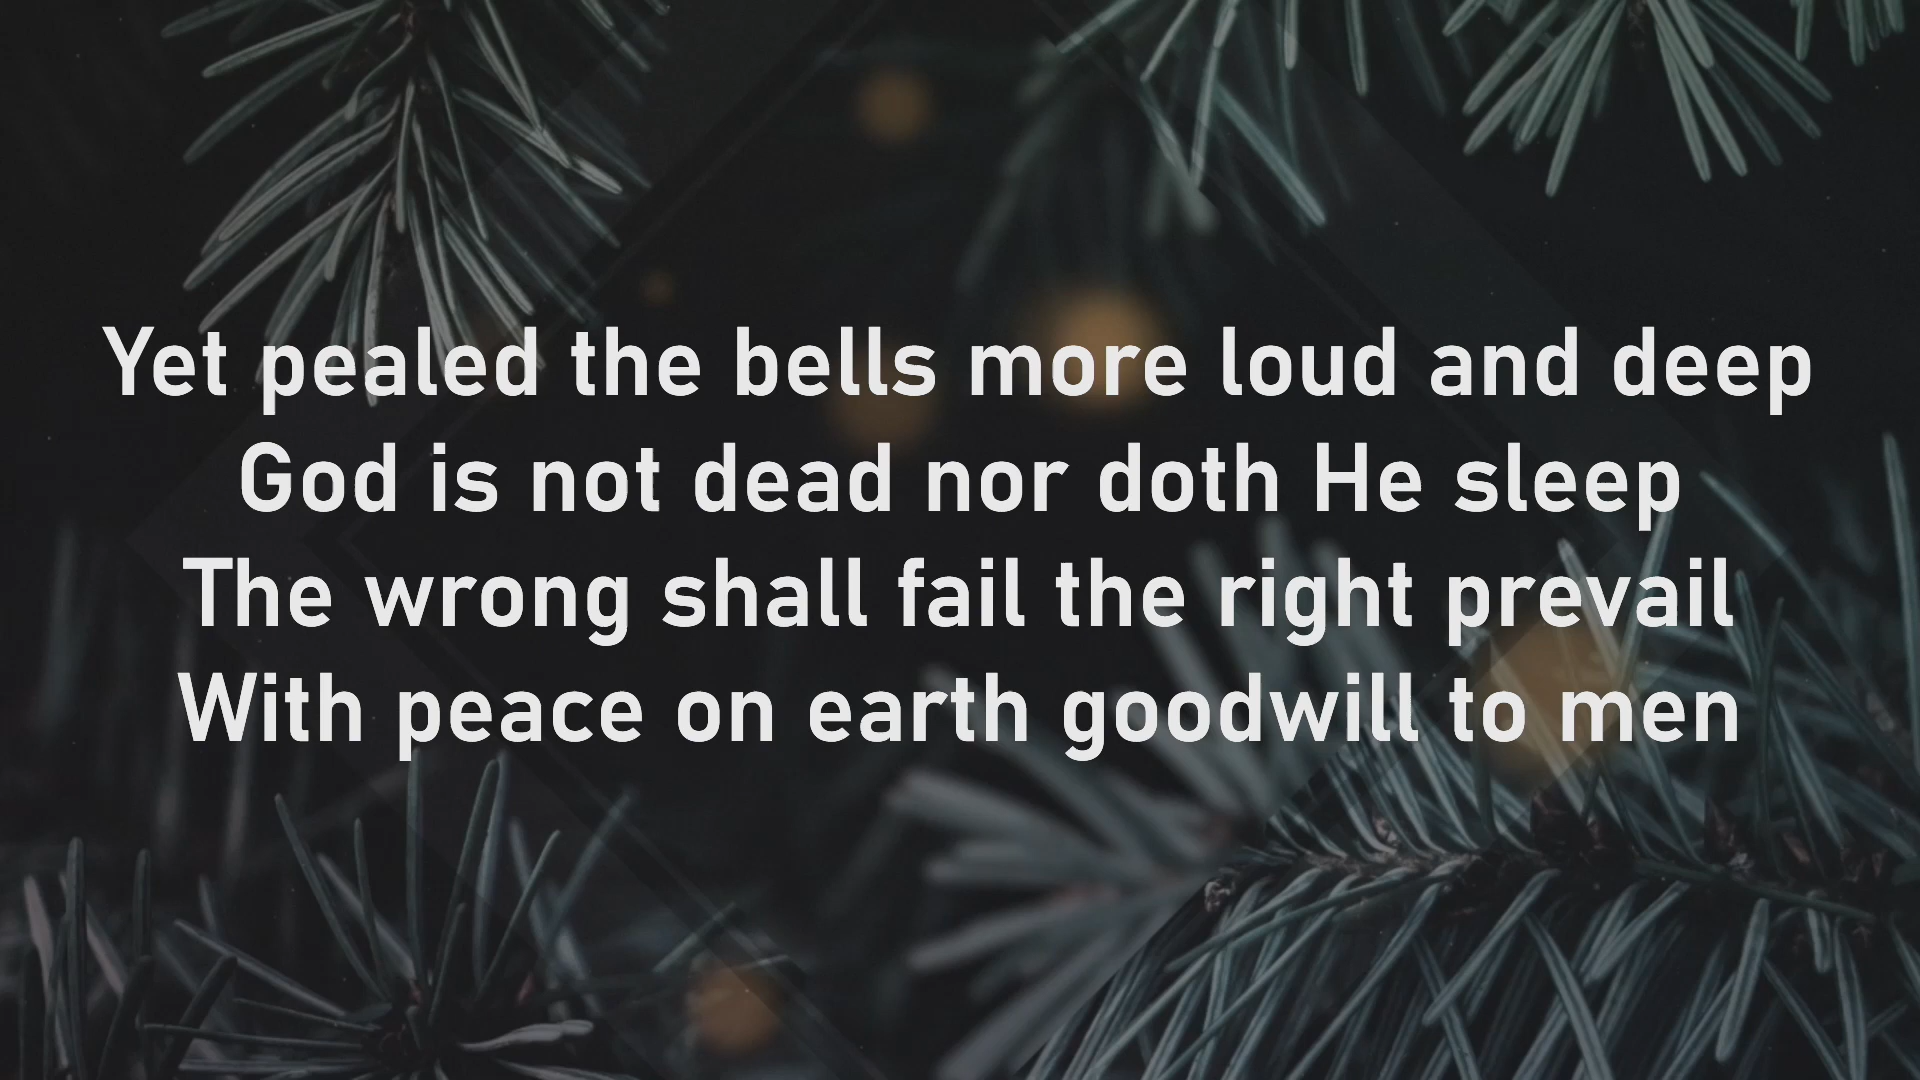 Yet pealed the bells more loud and deep
God is not dead nor doth He sleep
The wrong shall fail the right prevail
With peace on earth goodwill to men